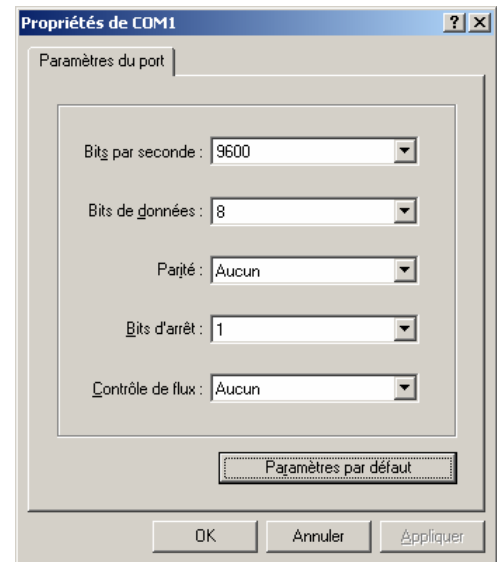 Propriétés de COM1
Paramètres du port
Bits par seconde : 9600
Bits de données : 8
Parité : Aucun
Bits d'arrêt : 1
Contrôle de flux : Aucun
Paramètres par défaut
OK Annuler Appliquer